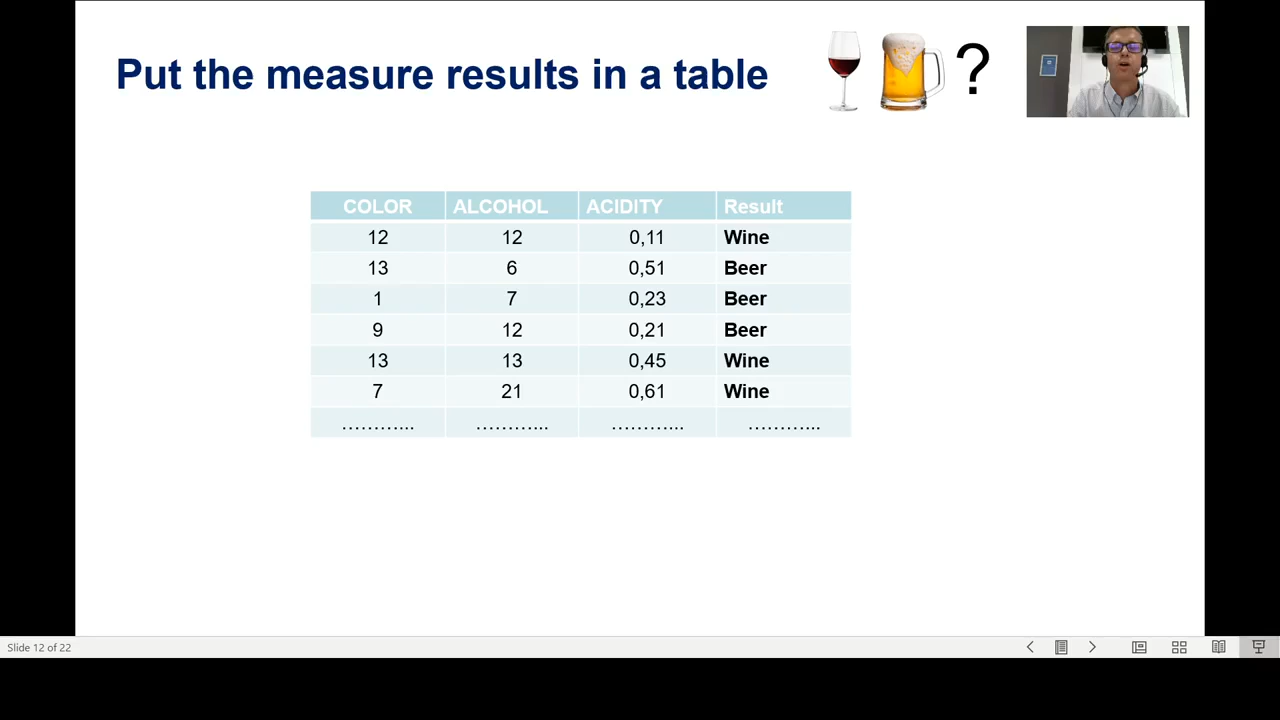 Put the measure results in a table
?
COLOR ALCOHOL ACIDITY Result
12 12 0,11 Wine
13 6 0,51 Beer
1 7 0,23 Beer
9 12 0,21 Beer
13 13 0,45 Wine
7 21 0,61 Wine
………... ………... ………... ………...
Slide 12 of 22